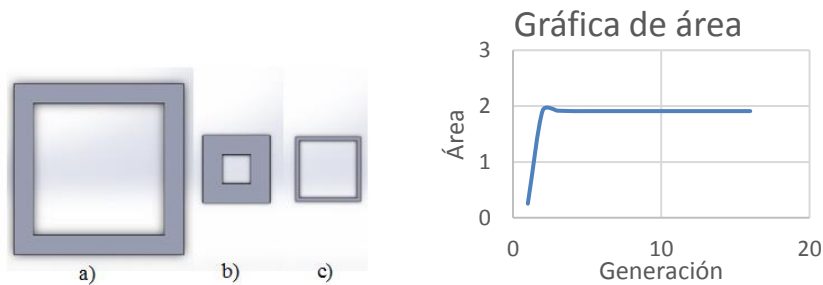 a)
b)
c)
Gráfica de área
3
2
1
0
Área
0 10 20
Generación